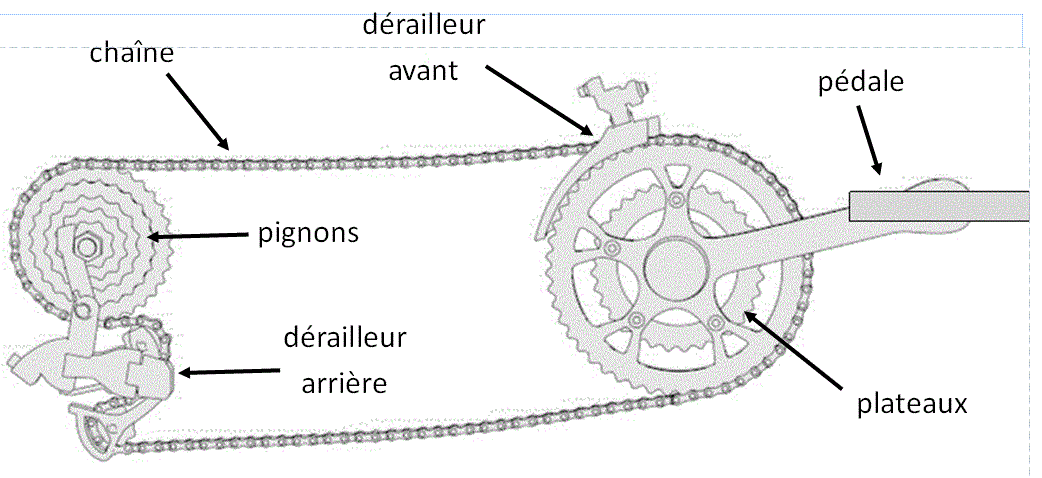 dérailleur
avant
chaîne
pédale
pignons
dérailleur
arrière
plateaux